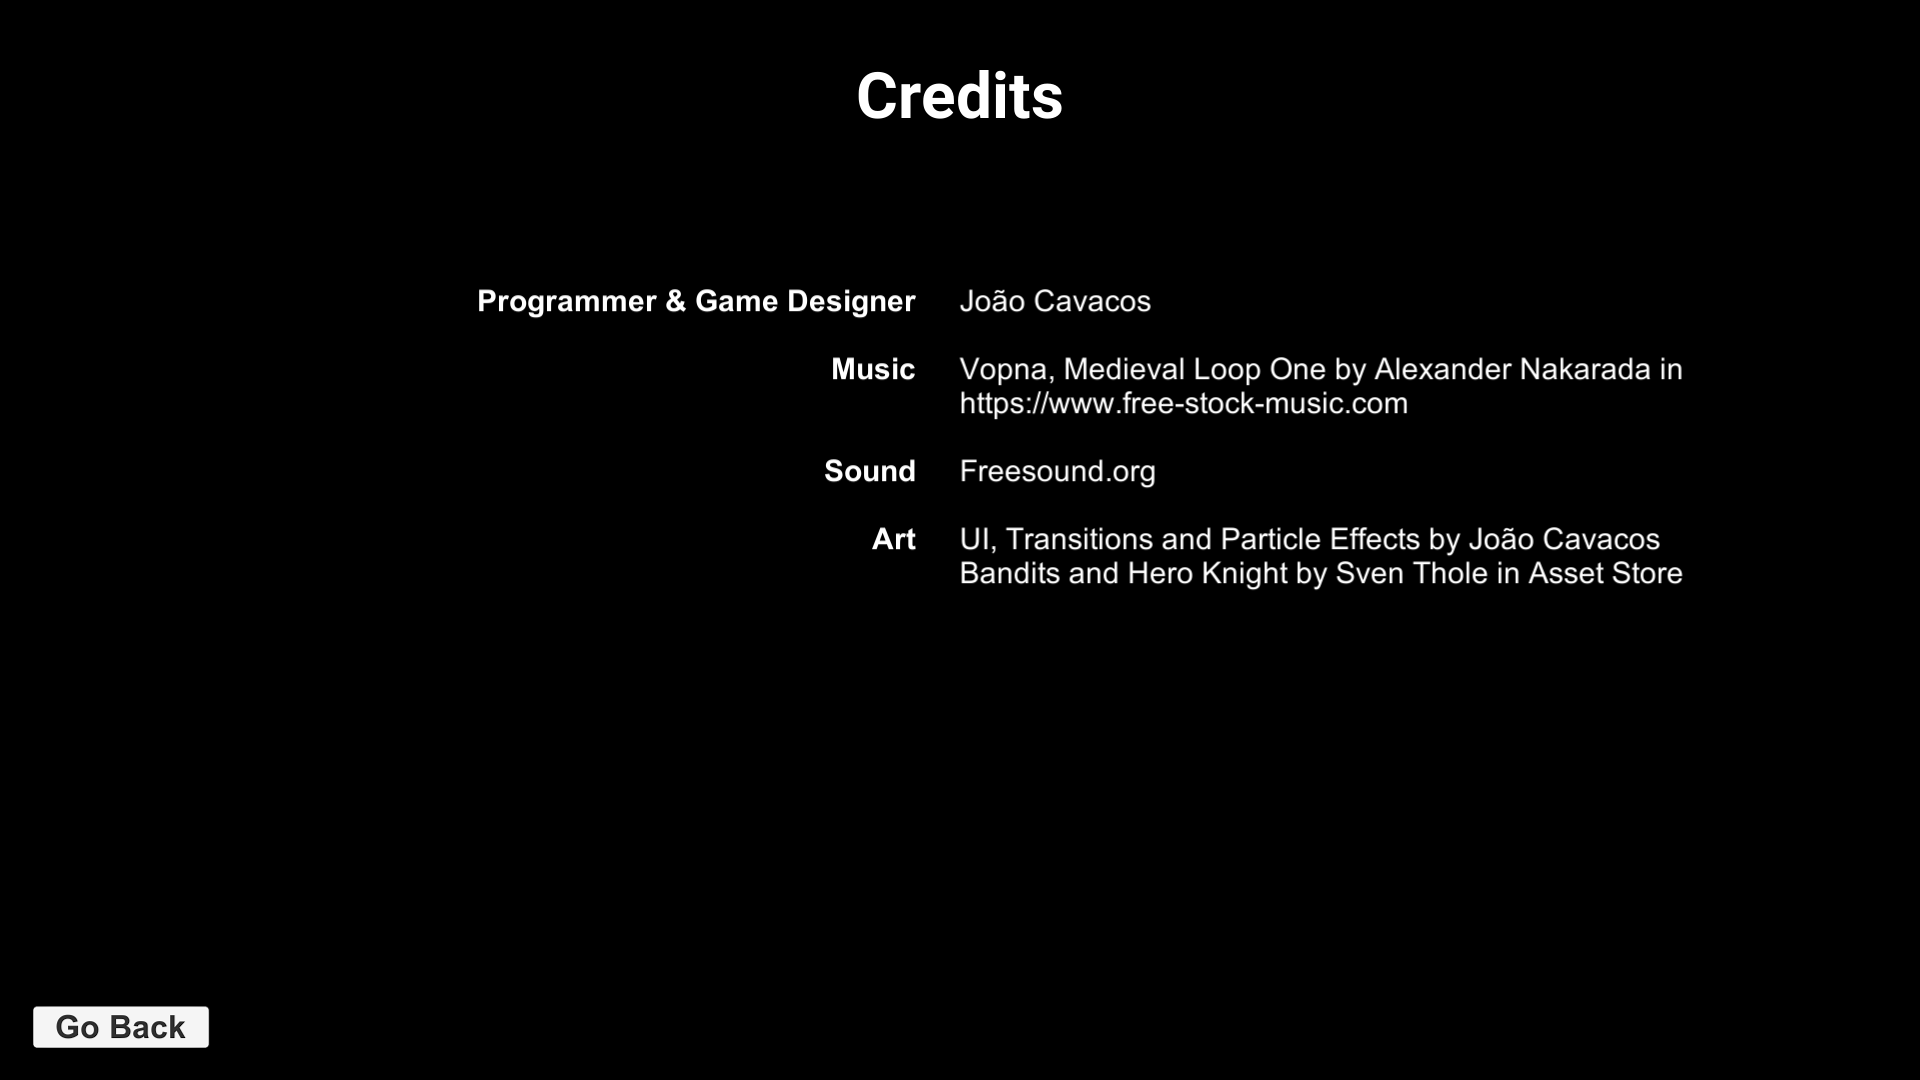 Credits
Programmer & Game Designer João Cavacos
Music Vopna, Medieval Loop One by Alexander Nakarada in
https://www.free-stock-music.com
Sound Freesound.org
Art UI, Transitions and Particle Effects by João Cavacos
Bandits and Hero Knight by Sven Thole in Asset Store
Go Back